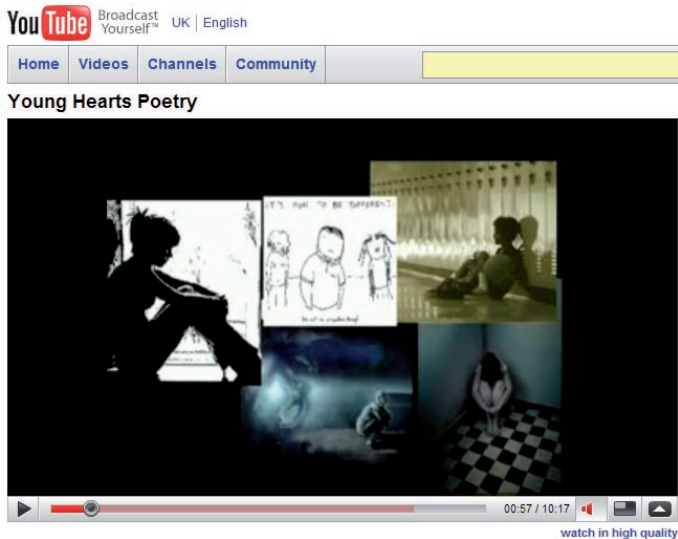 YouTube Broadcast Yourself™ UK | English
Home Videos Channels Community
Young Hearts Poetry
IT'S FUN TO BE DIFFERENT
00:57 / 10:17
watch in high quality